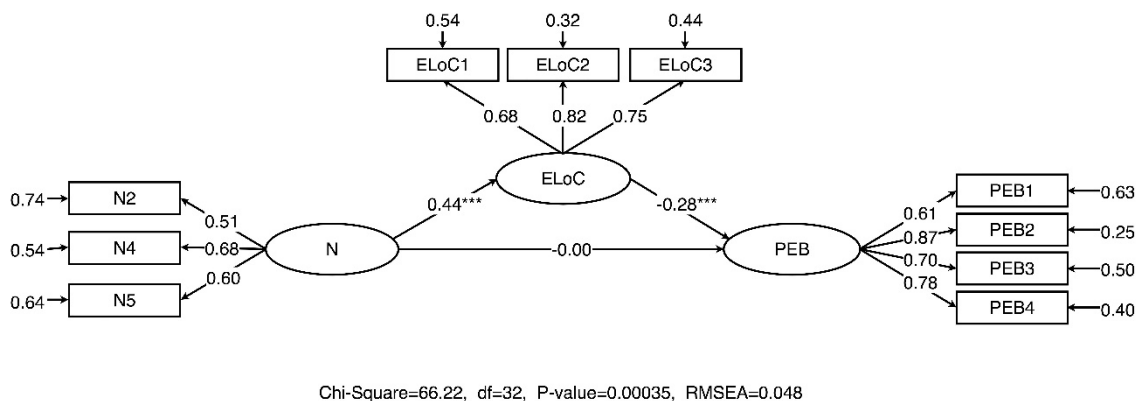 0.54 0.32 0.44
ELoC1 ELoC2 ELoC3
0.68 0.82 0.75
ELoC
0.74 N2 0.51 0.44*** -0.28*** 0.61 PEB1 0.63
0.54 N4 0.68 N -0.00 PEB 0.87 PEB2 0.25
0.64 N5 0.60 0.70 PEB3 0.50
0.78 PEB4 0.40
Chi-Square=66.22, df=32, P-value=0.00035, RMSEA=0.048